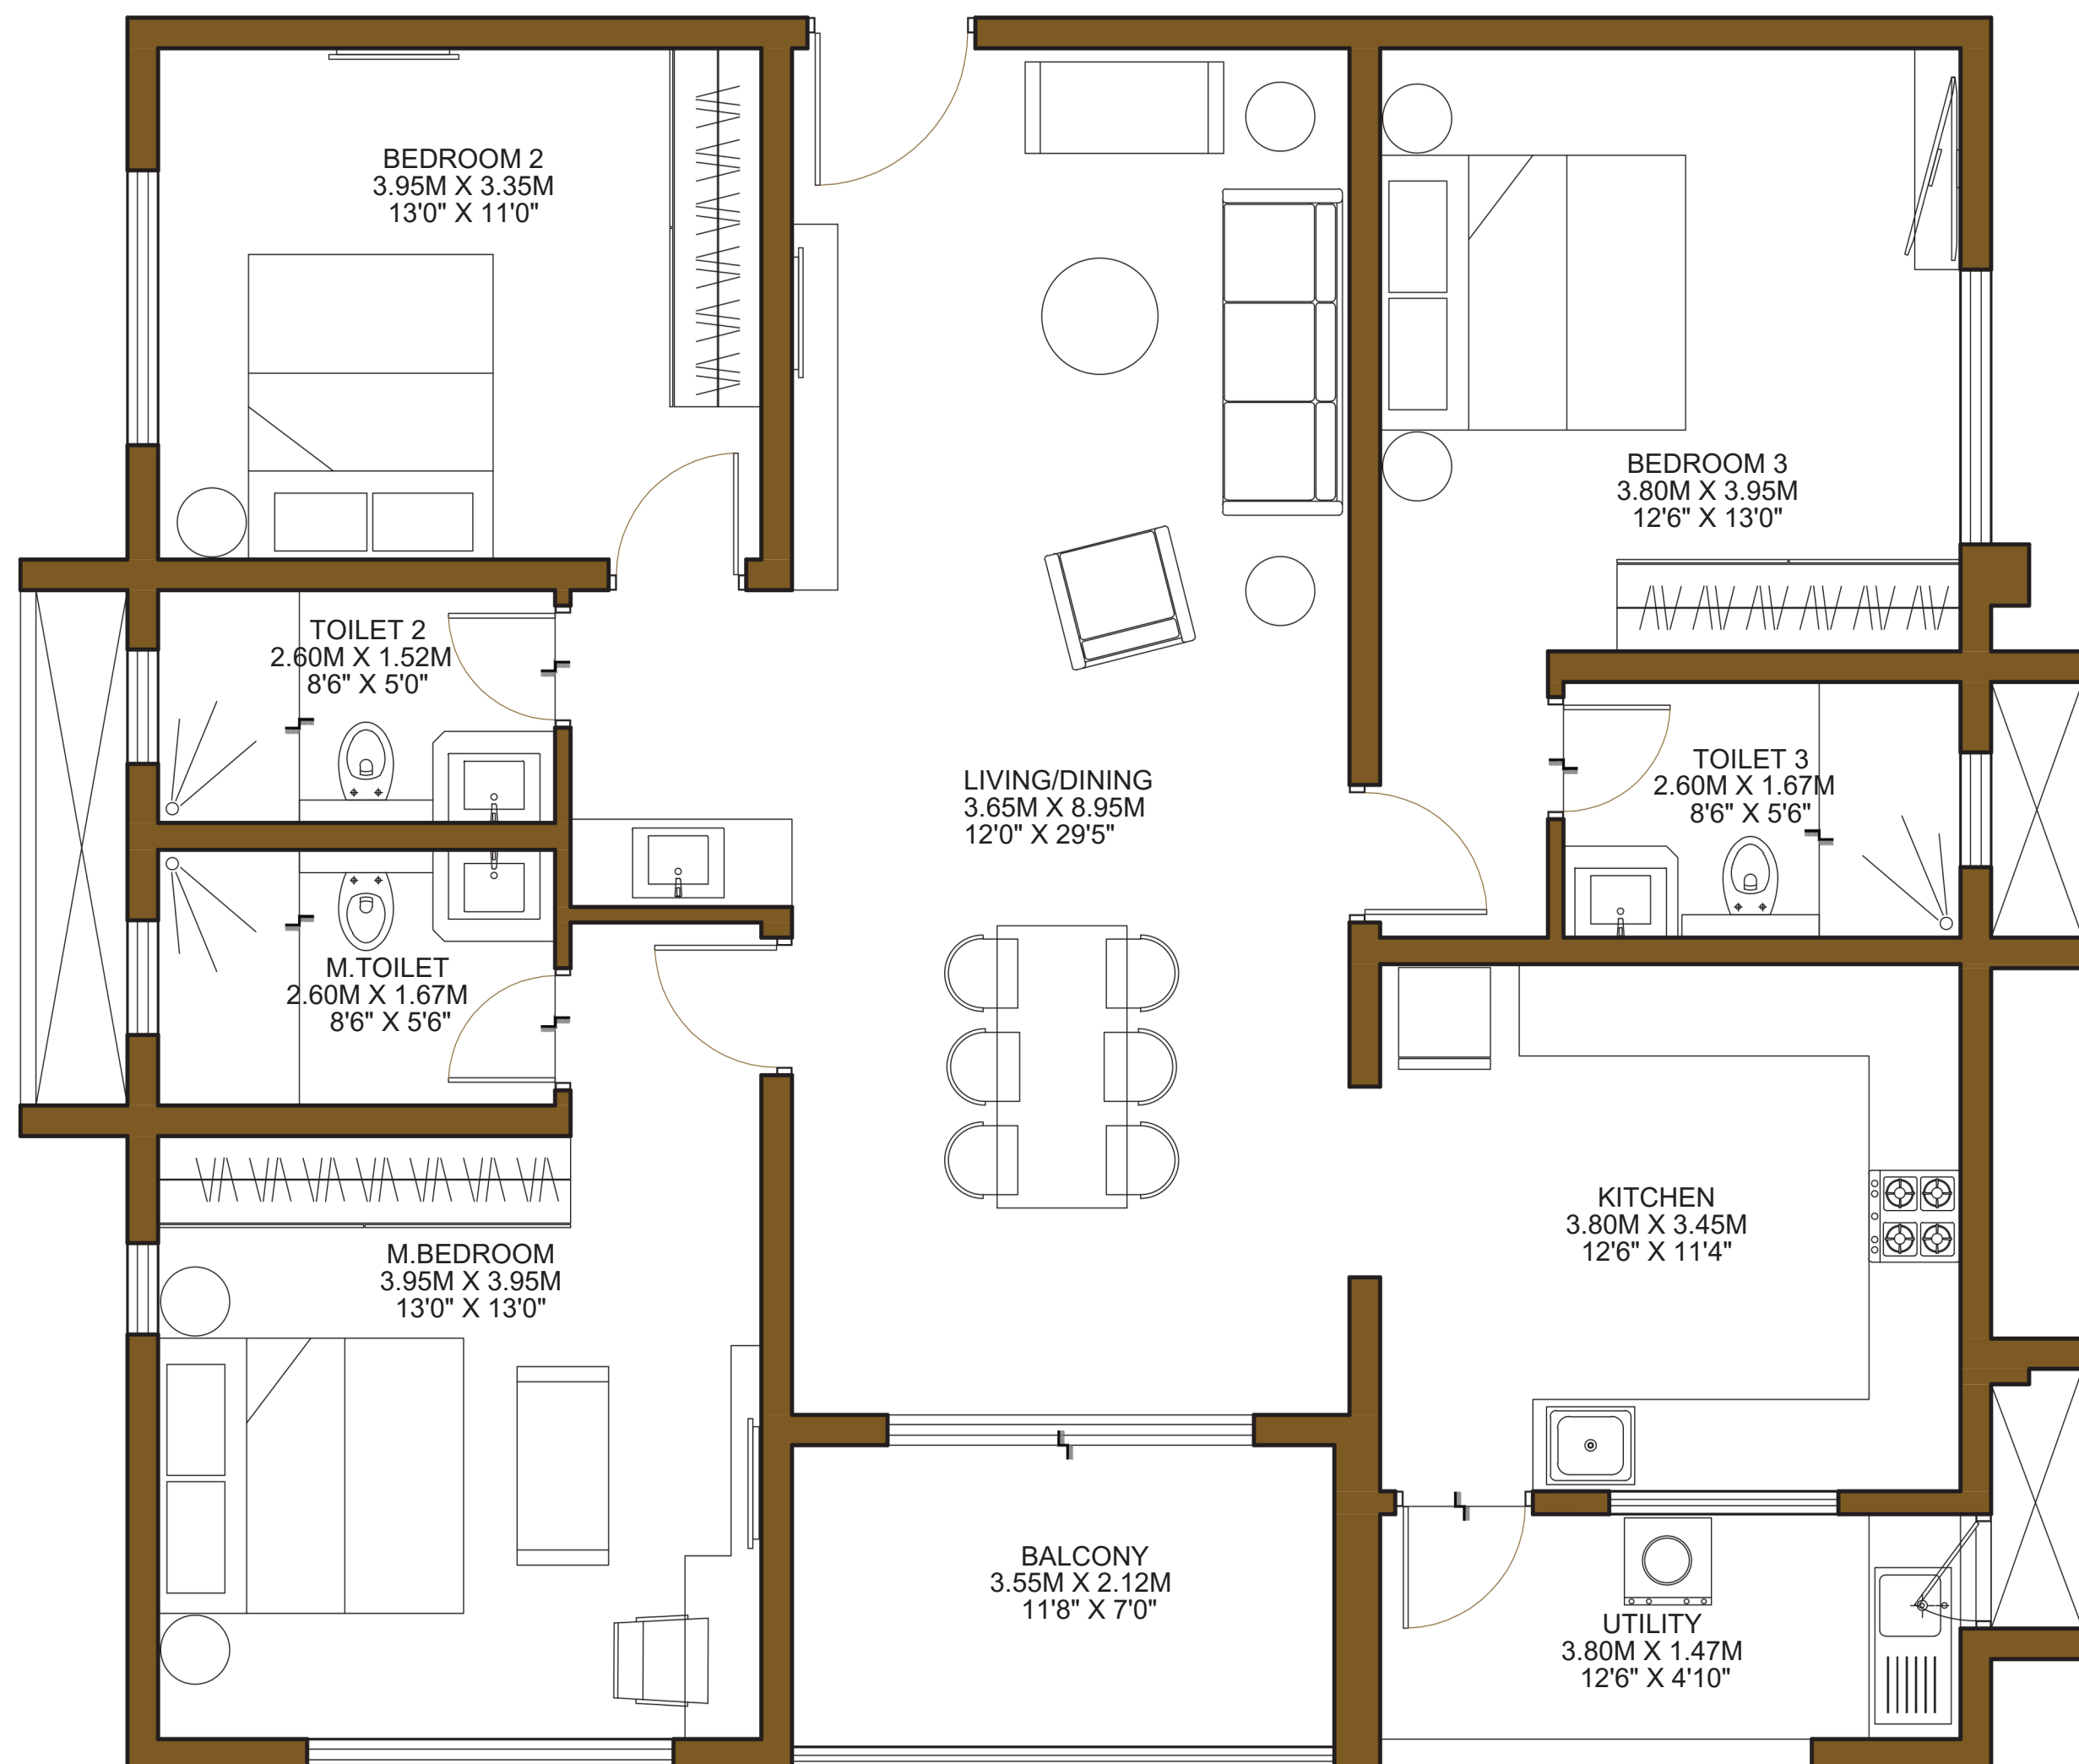 BEDROOM 2
3.95M X 3.35M
13'0" X 11'0"
BEDROOM 3
3.80M X 3.95M
12'6" X 13'0"
TOILET 2
2.60M X 1.52M
8'6" X 5'0"
LIVING/DINING
3.65M X 8.95M
12'0" X 29'5"
TOILET 3
2.60M X 1.67M
8'6" X 5'6"
M.TOILET
2.60M X 1.67M
8'6" X 5'6"
M.BEDROOM
3.95M X 3.95M
13'0" X 13'0"
KITCHEN
3.80M X 3.45M
12'6" X 11'4"
BALCONY
3.55M X 2.12M
11'8" X 7'0"
UTILITY
3.80M X 1.47M
12'6" X 4'10"